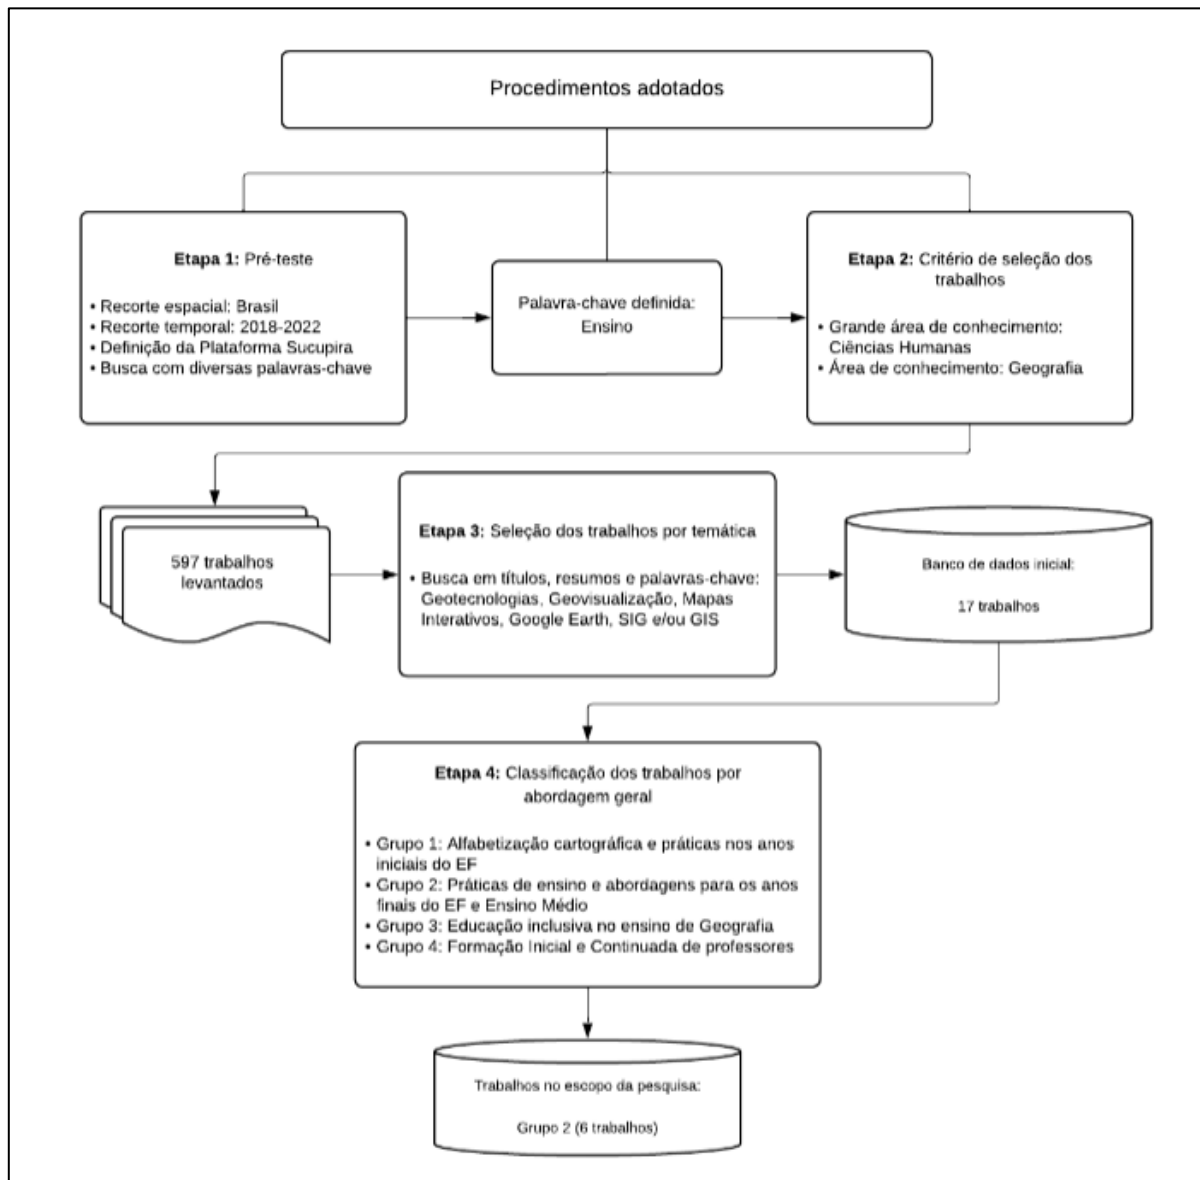 Procedimentos adotados
Etapa 1: Pré-teste
• Recorte espacial: Brasil
• Recorte temporal: 2018-2022
• Definição da Plataforma Sucupira
• Busca com diversas palavras-chave
Palavra-chave definida:
Ensino
Etapa 2: Critério de seleção dos
trabalhos
• Grande área de conhecimento:
Ciências Humanas
• Área de conhecimento: Geografia
597 trabalhos
levantados
Etapa 3: Seleção dos trabalhos por temática
• Busca em títulos, resumos e palavras-chave:
Geotecnologias, Geovisualização, Mapas
Interativos, Google Earth, SIG e/ou GIS
Banco de dados inicial:
17 trabalhos
Etapa 4: Classificação dos trabalhos por
abordagem geral
• Grupo 1: Alfabetização cartográfica e práticas nos anos
iniciais do EF
• Grupo 2: Práticas de ensino e abordagens para os anos
finais do EF e Ensino Médio
• Grupo 3: Educação inclusiva no ensino de Geografia
• Grupo 4: Formação Inicial e Continuada de professores
Trabalhos no escopo da pesquisa:
Grupo 2 (6 trabalhos)